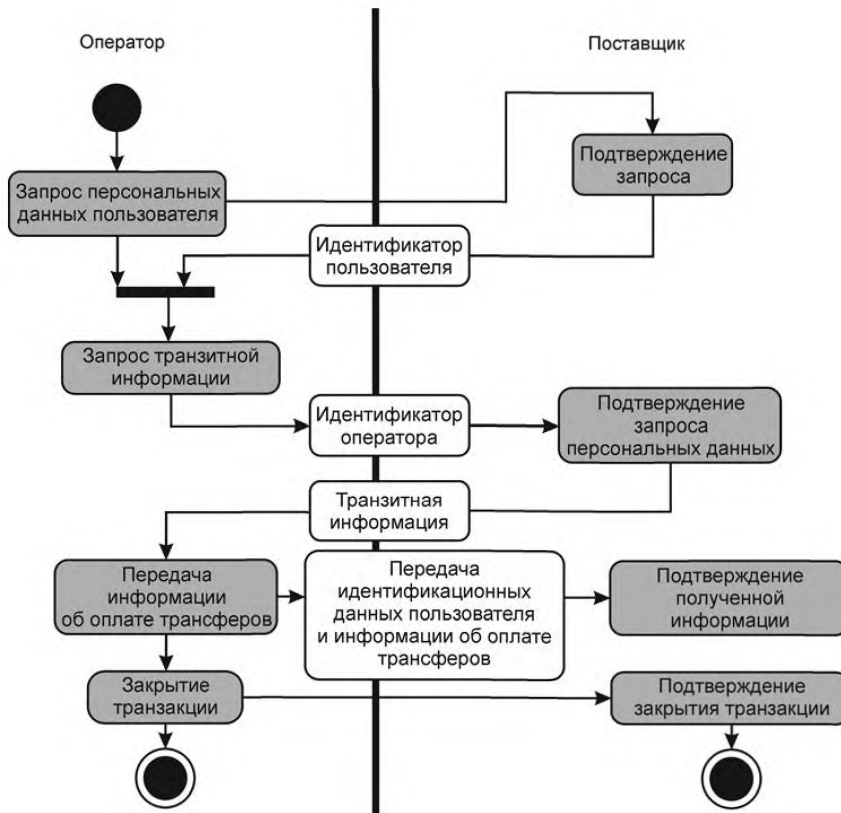 Оператор
Поставщик
Подтверждение
запроса
Запрос персональных
данных пользователя
Идентификатор
пользователя
Запрос транзитной
информации
Идентификатор
оператора
Подтверждение
запроса
персональных данных
Транзитная
информация
Передача
информации
об оплате трансферов
Передача
идентификационных
данных пользователя
и информации об оплате
трансферов
Подтверждение
полученной
информации
Закрытие
транзакции
Подтверждение
закрытия транзакции